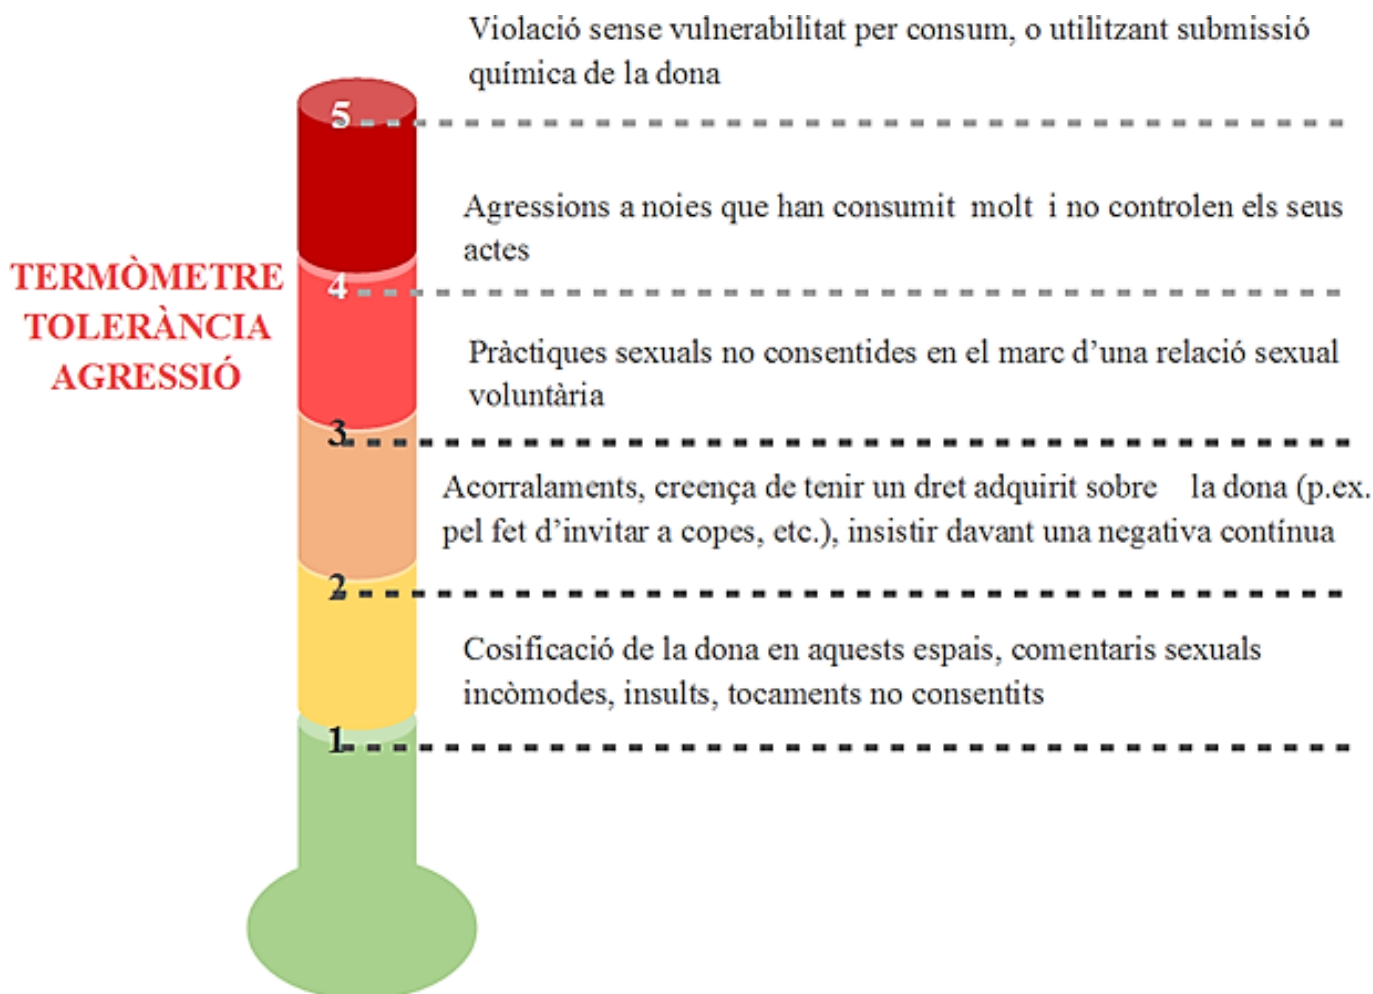 Violació sense vulnerabilitat per consum, o utilitzant submissió
química de la dona
5
Agressions a noies que han consumit molt i no controlen els seus
actes
TERMÒMETRE
TOLERÀNCIA
AGRESSIÓ
4
Pràctiques sexuals no consentides en el marc d’una relació sexual
voluntària
3
Acorralaments, creença de tenir un dret adquirit sobre la dona (p.ex.
pel fet d’invitar a copes, etc.), insistir davant una negativa contínua
2
Cosificació de la dona en aquests espais, comentaris sexuals
incòmodes, insults, tocaments no consentits
1